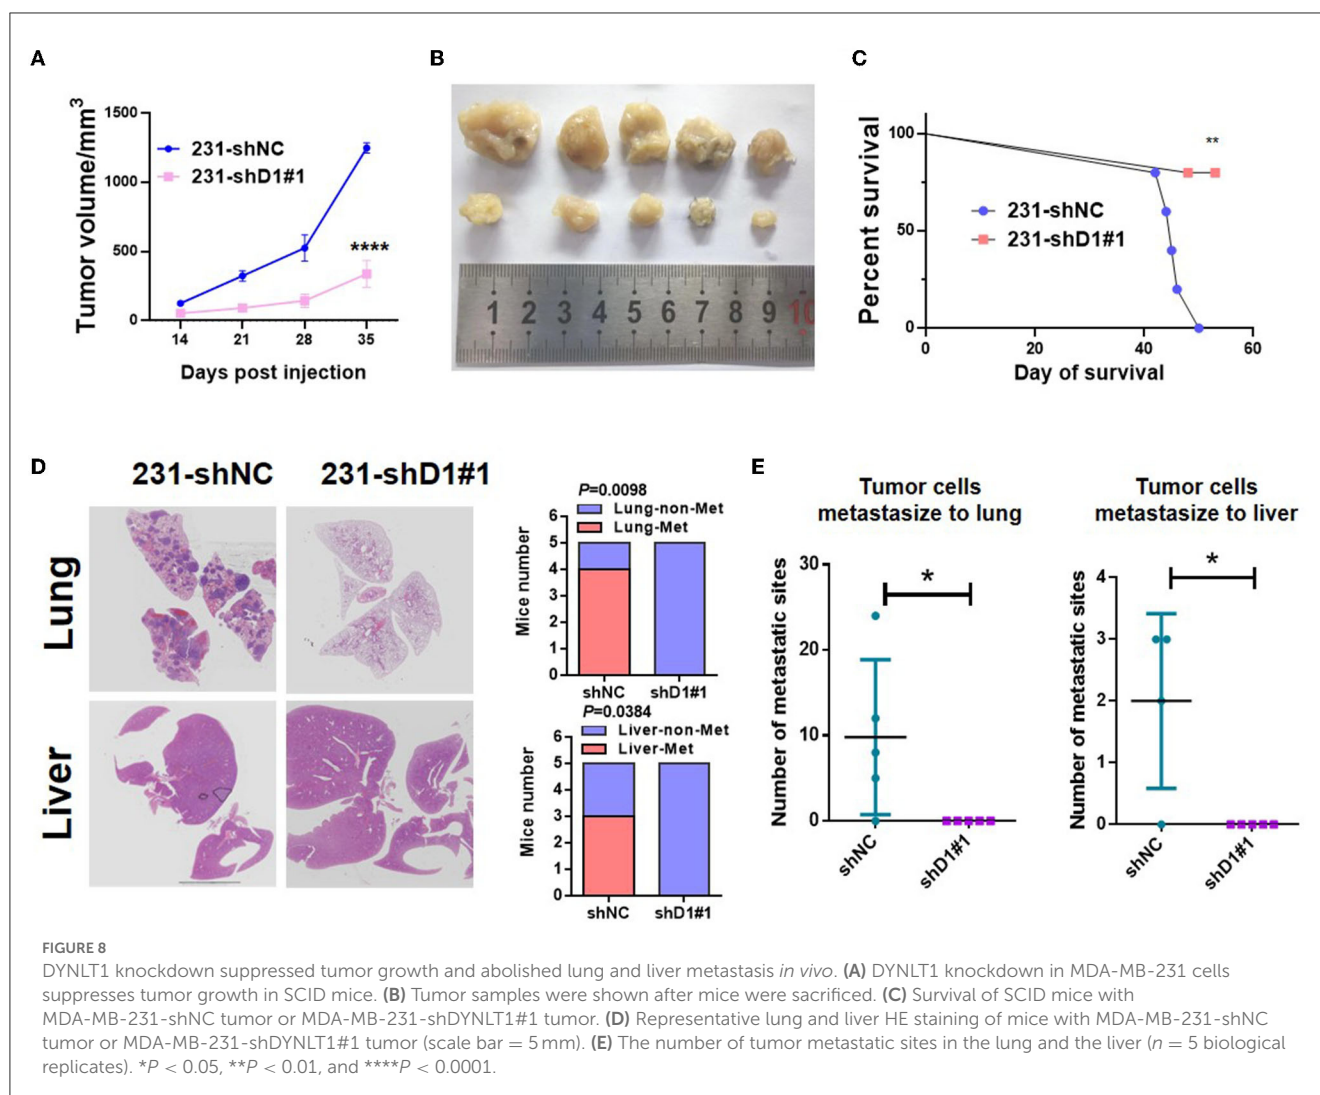 A
Tumor volume/mm3
1500
1000
500
0
231-shNC
231-shD1#1
****
14 21 28 35
Days post injection
B
1 2 3 4 5 6 7 8 9 10
C
Percent survival
100
50
0
**
231-shNC
231-shD1#1
0 20 40 60
Day of survival
D
231-shNC 231-shD1#1
Lung
Liver
P=0.0098
Lung-non-Met
Lung-Met
Mice number
6
5
4
3
2
1
0
shNC shD1#1
P=0.0384
Liver-non-Met
Liver-Met
Mice number
6
5
4
3
2
1
0
shNC shD1#1
E
Tumor cells
metastasize to lung
Number of metastatic sites
30
20
10
0
*
shNC shD1#1
Tumor cells
metastasize to liver
Number of metastatic sites
4
3
2
1
0
*
shNC shD1#1
FIGURE 8
DYNLT1 knockdown suppressed tumor growth and abolished lung and liver metastasis in vivo. (A) DYNLT1 knockdown in MDA-MB-231 cells
suppresses tumor growth in SCID mice. (B) Tumor samples were shown after mice were sacrificed. (C) Survival of SCID mice with
MDA-MB-231-shNC tumor or MDA-MB-231-shDYNLT1#1 tumor. (D) Representative lung and liver HE staining of mice with MDA-MB-231-shNC
tumor or MDA-MB-231-shDYNLT1#1 tumor (scale bar = 5 mm). (E) The number of tumor metastatic sites in the lung and the liver (n = 5 biological
replicates). *P < 0.05, **P < 0.01, and ****P < 0.0001.